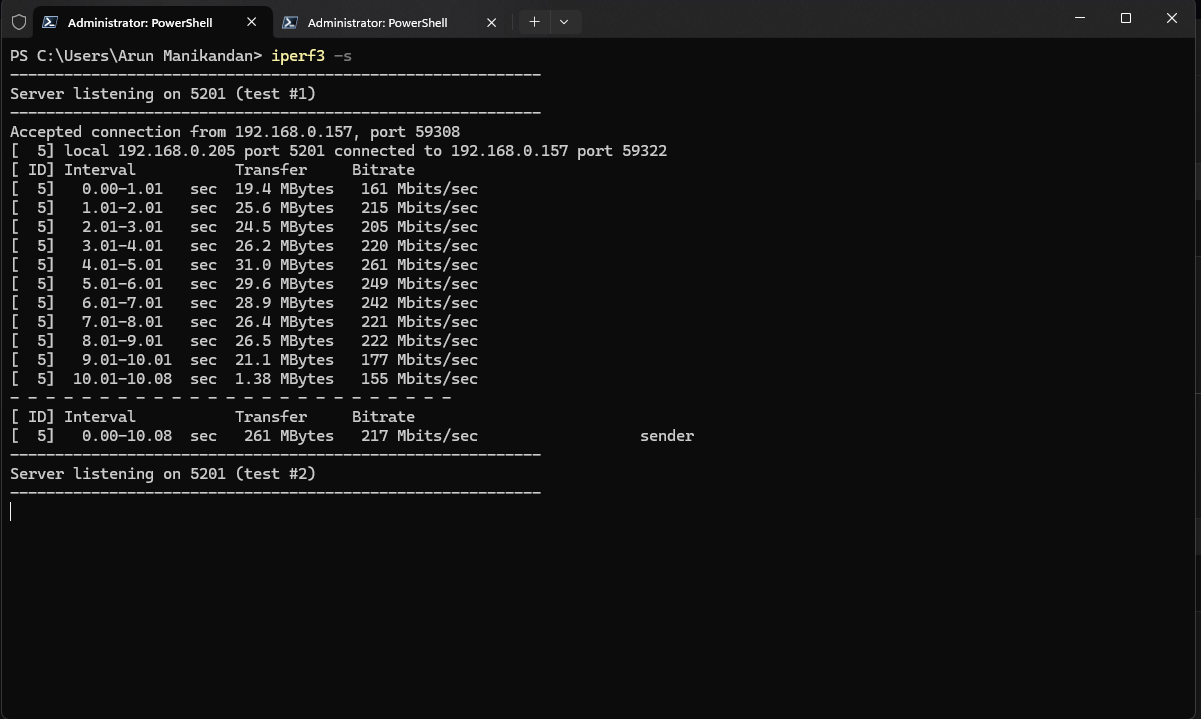 Administrator: PowerShell
Administrator: PowerShell
PS C:\Users\Arun Manikandan> iperf3 -s
-----------------------------------------------------------
Server listening on 5201 (test #1)
-----------------------------------------------------------
Accepted connection from 192.168.0.157, port 59308
[  5] local 192.168.0.205 port 5201 connected to 192.168.0.157 port 59322
[ ID] Interval           Transfer     Bitrate
[  5]   0.00-1.01   sec  19.4 MBytes   161 Mbits/sec
[  5]   1.01-2.01   sec  25.6 MBytes   215 Mbits/sec
[  5]   2.01-3.01   sec  24.5 MBytes   205 Mbits/sec
[  5]   3.01-4.01   sec  26.2 MBytes   220 Mbits/sec
[  5]   4.01-5.01   sec  31.0 MBytes   261 Mbits/sec
[  5]   5.01-6.01   sec  29.6 MBytes   249 Mbits/sec
[  5]   6.01-7.01   sec  28.9 MBytes   242 Mbits/sec
[  5]   7.01-8.01   sec  26.4 MBytes   221 Mbits/sec
[  5]   8.01-9.01   sec  26.5 MBytes   222 Mbits/sec
[  5]   9.01-10.01  sec  21.1 MBytes   177 Mbits/sec
[  5]  10.01-10.08  sec  1.38 MBytes   155 Mbits/sec
- - - - - - - - - - - - - - - - - - - - - - - - -
[ ID] Interval           Transfer     Bitrate
[  5]   0.00-10.08  sec   261 MBytes   217 Mbits/sec                  sender
-----------------------------------------------------------
Server listening on 5201 (test #2)
-----------------------------------------------------------